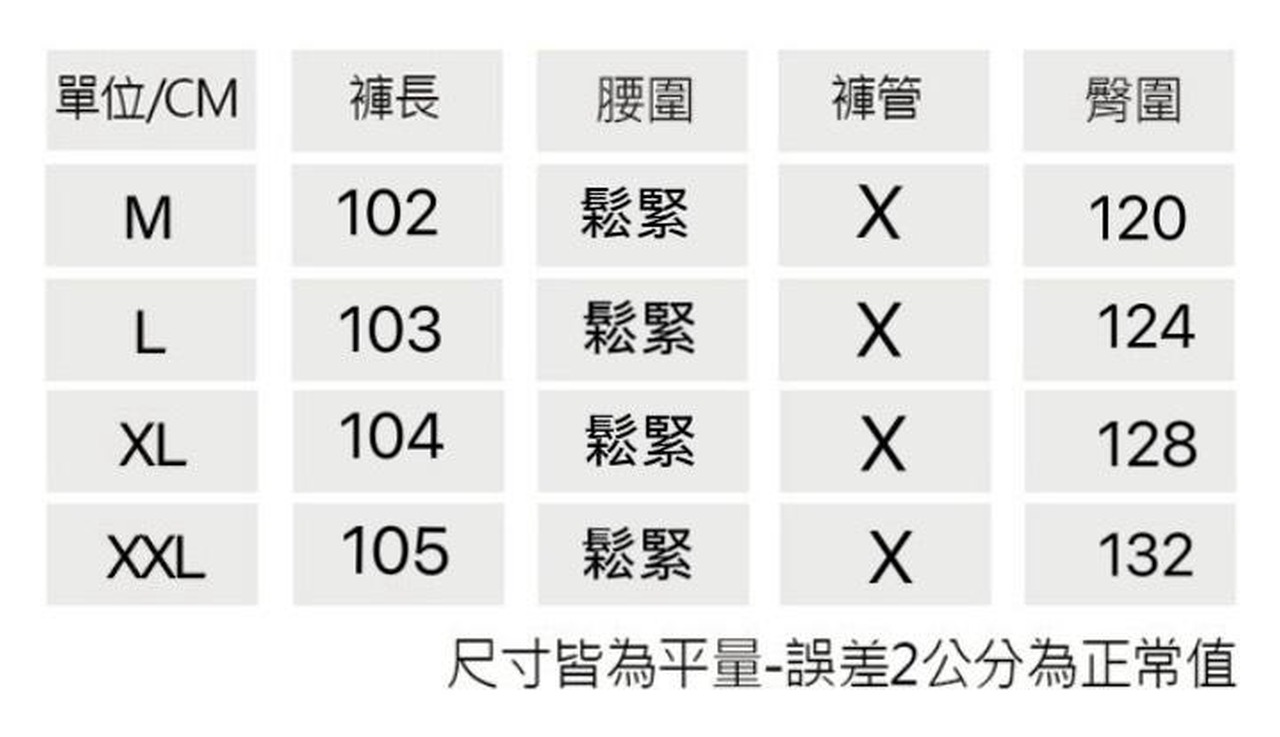 單位/CM 褲長 腰圍 褲管 臀圍
M 102 鬆緊 X 120
L 103 鬆緊 X 124
XL 104 鬆緊 X 128
XXL 105 鬆緊 X 132
尺寸皆為平量-誤差2公分為正常值